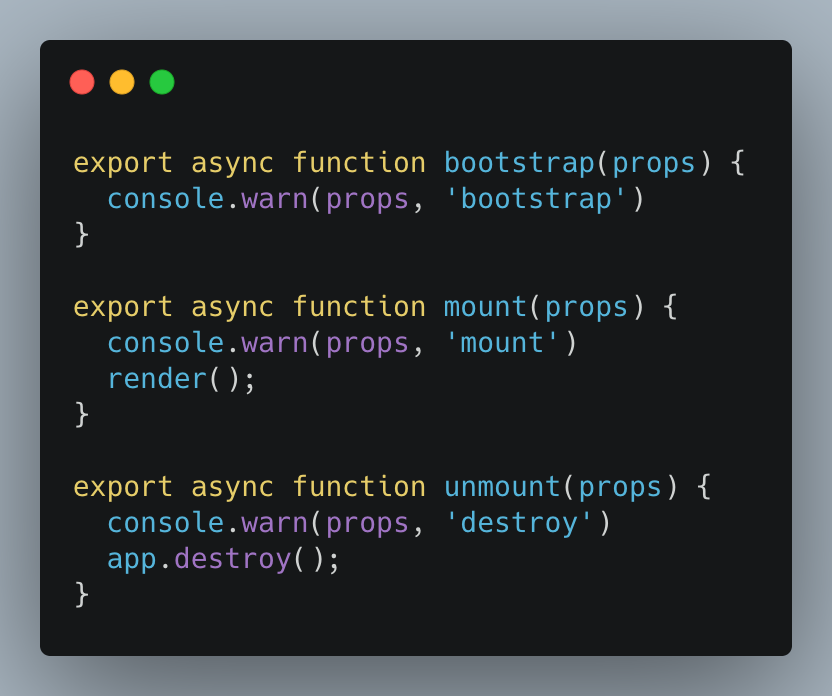 export async function bootstrap(props) {
  console.warn(props, 'bootstrap')
}

export async function mount(props) {
  console.warn(props, 'mount')
  render();
}

export async function unmount(props) {
  console.warn(props, 'destroy')
  app.destroy();
}